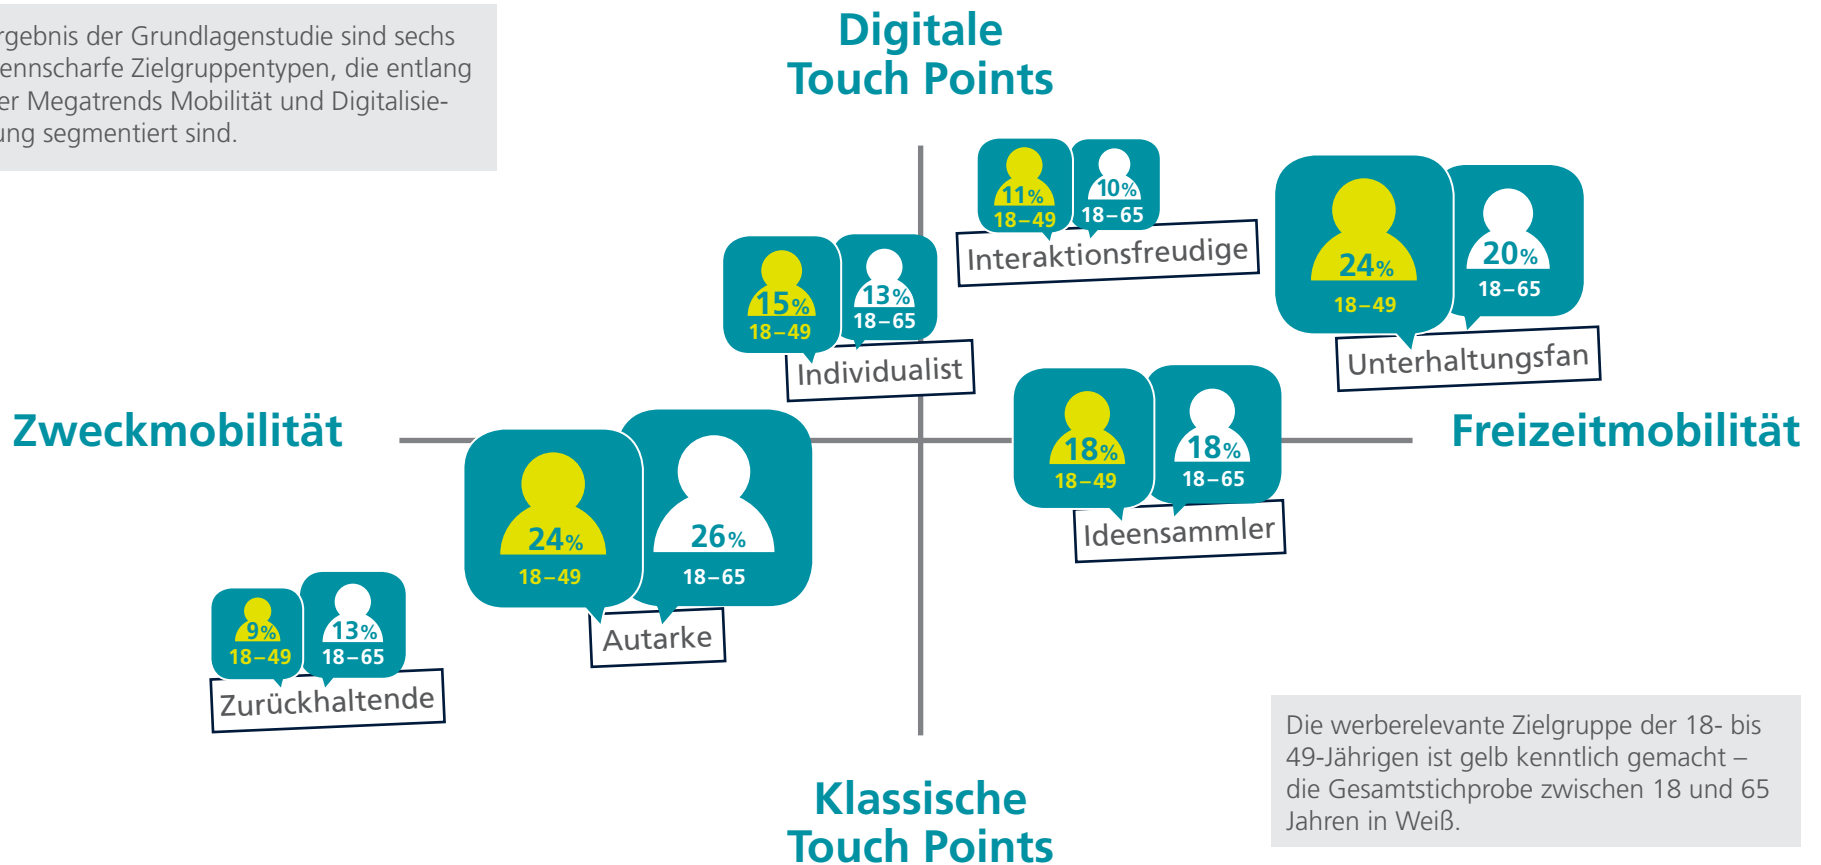 rgebnis der Grundlagenstudie sind sechs
ennscharfe Zielgruppentypen, die entlang
er Megatrends Mobilität und Digitalisie-
ung segmentiert sind.
Digitale
Touch Points
11%
18–49
10%
18–65
Interaktionsfreudige
24%
18–49
20%
18–65
Unterhaltungsfan
15%
18–49
13%
18–65
Individualist
Zweckmobilität
Freizeitmobilität
18%
18–49
18%
18–65
Ideensammler
24%
18–49
26%
18–65
Autarke
9%
18–49
13%
18–65
Zurückhaltende
Die werberelevante Zielgruppe der 18- bis
49-Jährigen ist gelb kenntlich gemacht –
die Gesamtstichprobe zwischen 18 und 65
Jahren in Weiß.
Klassische
Touch Points